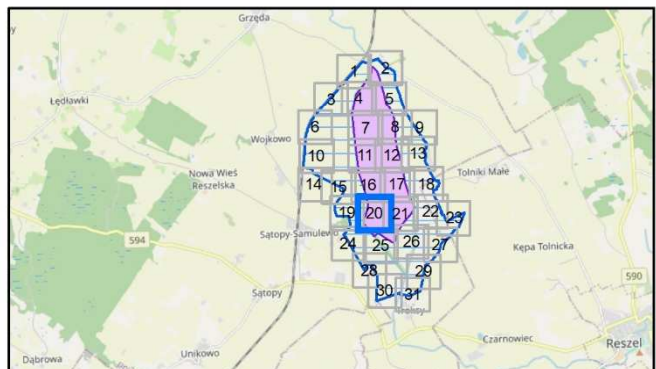 Grzęda
1 2
3 4 5
Łędławki
6 7 8 9
Wojkowo
10 11 12 13
Nowa Wieś
Reszelska
Tolniki Małe
14 15 16 17 18
19 20 21 22 23
594
Sątopy-Samulewo
24 25 26 27
Kępa Tolnicka
28 29
590
Sątopy
30 31
Troksy
Czarnowiec
Reszel
Unikowo
Dąbrowa